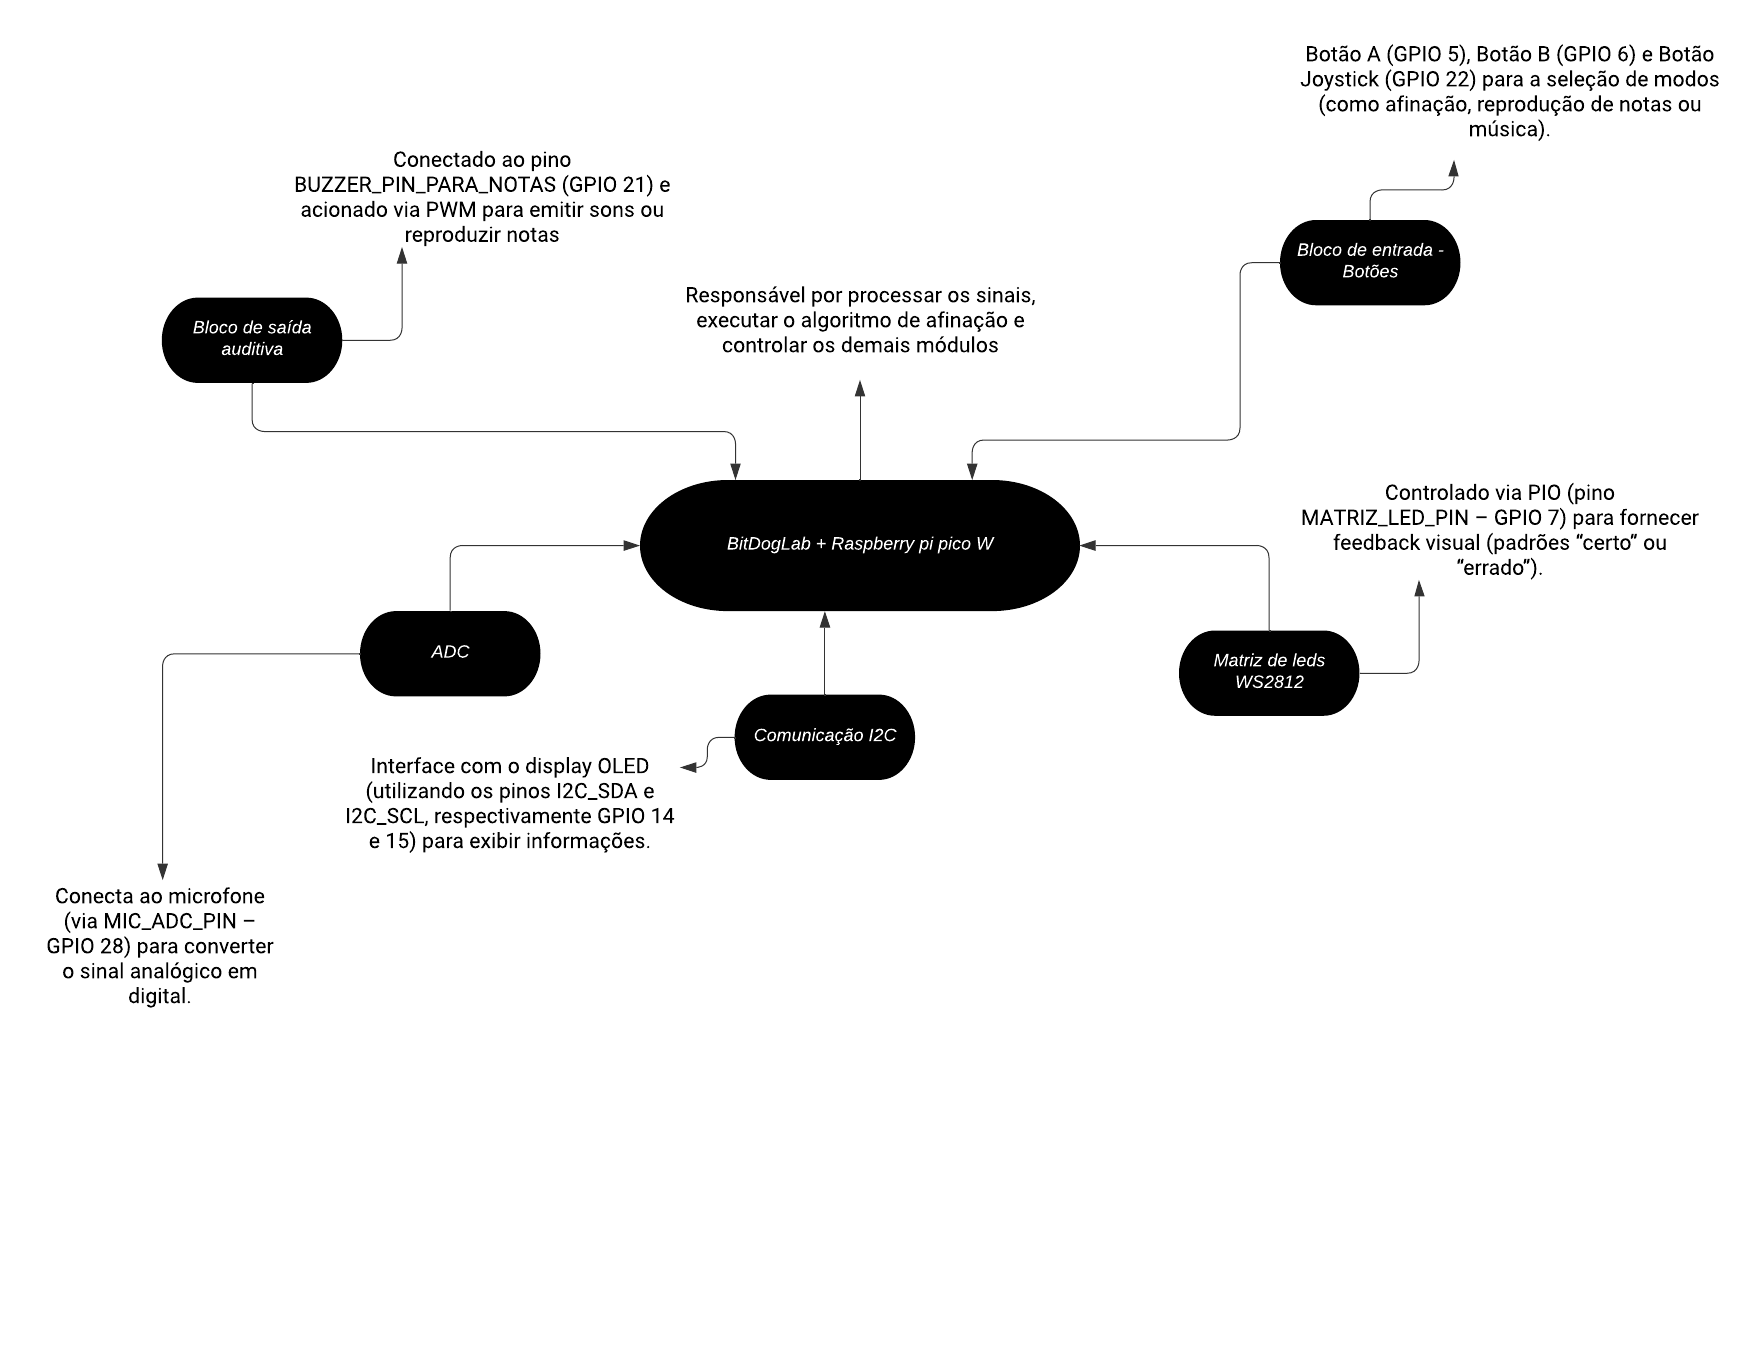 Botão A (GPIO 5), Botão B (GPIO 6) e Botão
Joystick (GPIO 22) para a seleção de modos
(como afinação, reprodução de notas ou
música).
Conectado ao pino
BUZZER_PIN_PARA_NOTAS (GPIO 21) e
acionado via PWM para emitir sons ou
reproduzir notas
Bloco de entrada -
Botões
Bloco de saída
auditiva
Responsável por processar os sinais,
executar o algoritmo de afinação e
controlar os demais módulos
BitDogLab + Raspberry pi pico W
Controlado via PIO (pino
MATRIZ_LED_PIN – GPIO 7) para fornecer
feedback visual (padrões “certo” ou
“errado”).
ADC
Matriz de leds
WS2812
Comunicação I2C
Interface com o display OLED
(utilizando os pinos I2C_SDA e
I2C_SCL, respectivamente GPIO 14
e 15) para exibir informações.
Conecta ao microfone
(via MIC_ADC_PIN –
GPIO 28) para converter
o sinal analógico em
digital.